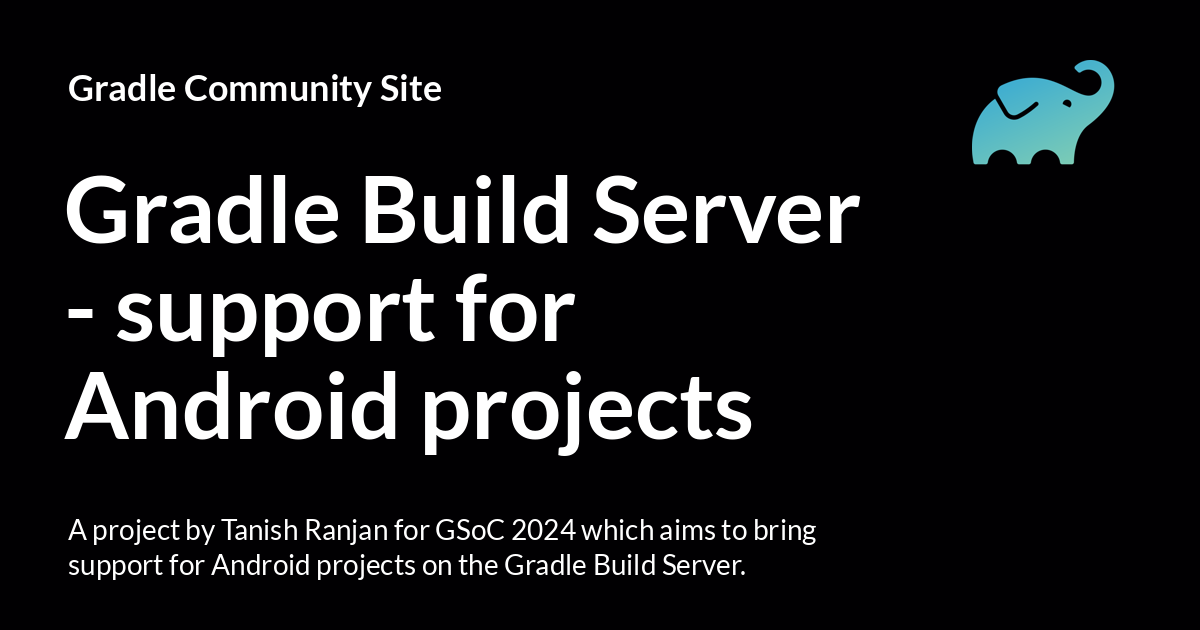 Gradle Community Site
Gradle Build Server
- support for
Android projects
A project by Tanish Ranjan for GSoC 2024 which aims to bring
support for Android projects on the Gradle Build Server.